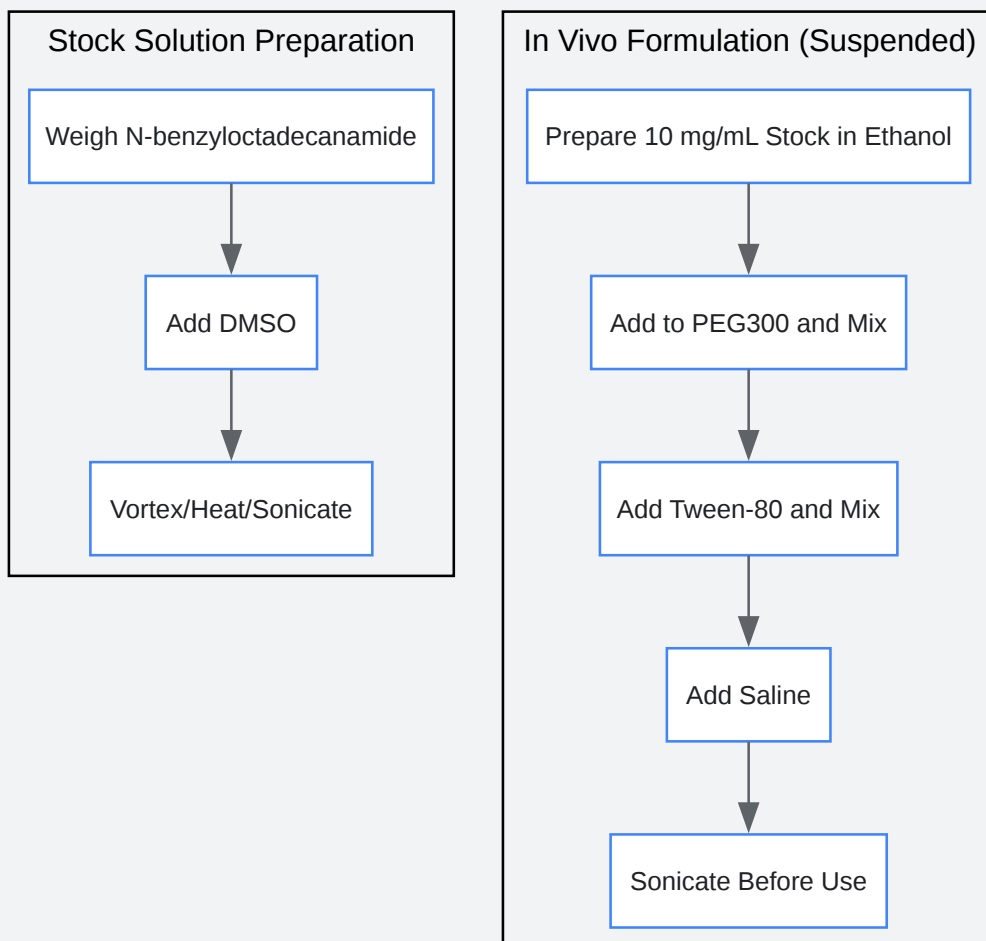 Stock Solution Preparation
Weigh N-benzyloctadecanamide
Add DMSO
Vortex/Heat/Sonicate
In Vivo Formulation (Suspended)
Prepare 10 mg/mL Stock in Ethanol
Add to PEG300 and Mix
Add Tween-80 and Mix
Add Saline
Sonicate Before Use